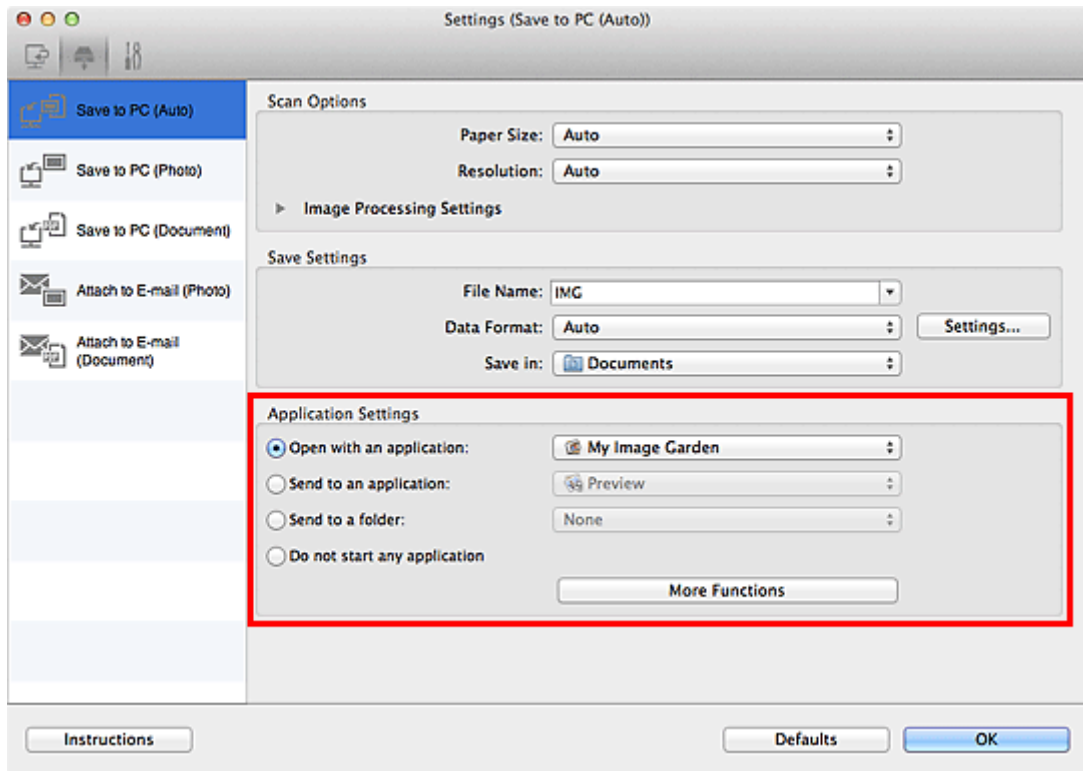 Settings (Save to PC (Auto))
Save to PC (Auto)
Save to PC (Photo)
Save to PC (Document)
Attach to E-mail (Photo)
Attach to E-mail
(Document)
Scan Options
Paper Size: Auto
Resolution: Auto
Image Processing Settings
Save Settings
File Name: IMG
Data Format: Auto Settings...
Save in: Documents
Application Settings
Open with an application: My Image Garden
Send to an application: Preview
Send to a folder: None
Do not start any application
More Functions
Instructions Defaults OK